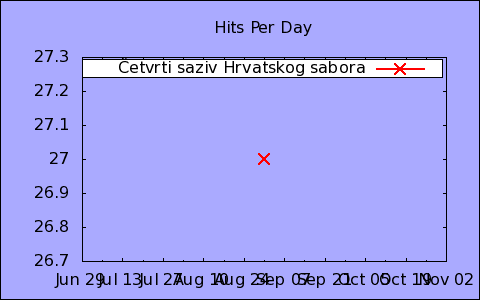 Hits Per Day
27.3
Četvrti saziv Hrvatskog sabora
27.2
27.1
27
26.9
26.8
26.7
Jun 29 Jul 13 Jul 27 Aug 10 Aug 24 Sep 07 Sep 21 Oct 05 Oct 19 Nov 02